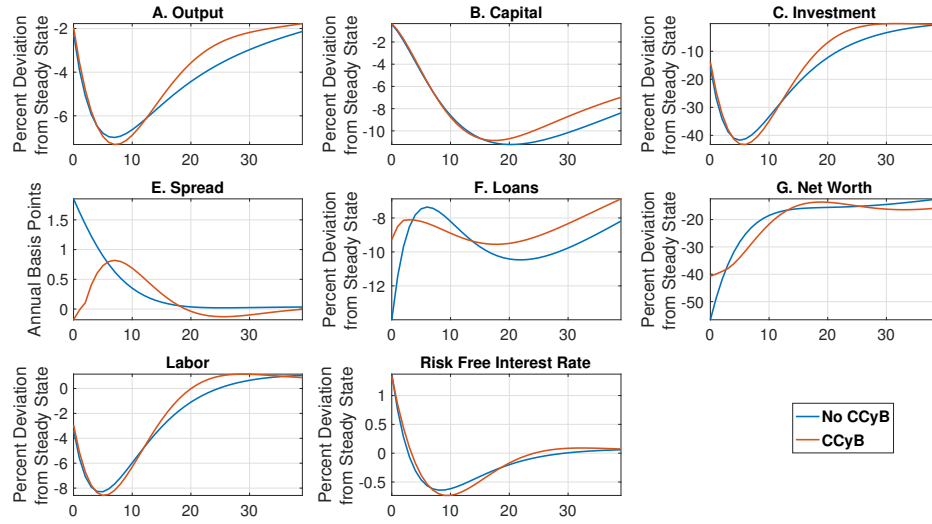 A. Output
B. Capital
C. Investment
Percent Deviation
from Steady State
-2
-4
-6
0
10
20
30
Percent Deviation
from Steady State
-2
-4
-6
-8
-10
0
10
20
30
Percent Deviation
from Steady State
-10
-20
-30
-40
0
10
20
30
E. Spread
F. Loans
G. Net Worth
Annual Basis Points
1.5
1
0.5
0
0
10
20
30
Percent Deviation
from Steady State
-8
-10
-12
0
10
20
30
Percent Deviation
from Steady State
-20
-30
-40
-50
0
10
20
30
Labor
Risk Free Interest Rate
Percent Deviation
from Steady State
0
-2
-4
-6
-8
0
10
20
30
Percent Deviation
from Steady State
1
0.5
0
-0.5
0
10
20
30
No CCyB
CCyB